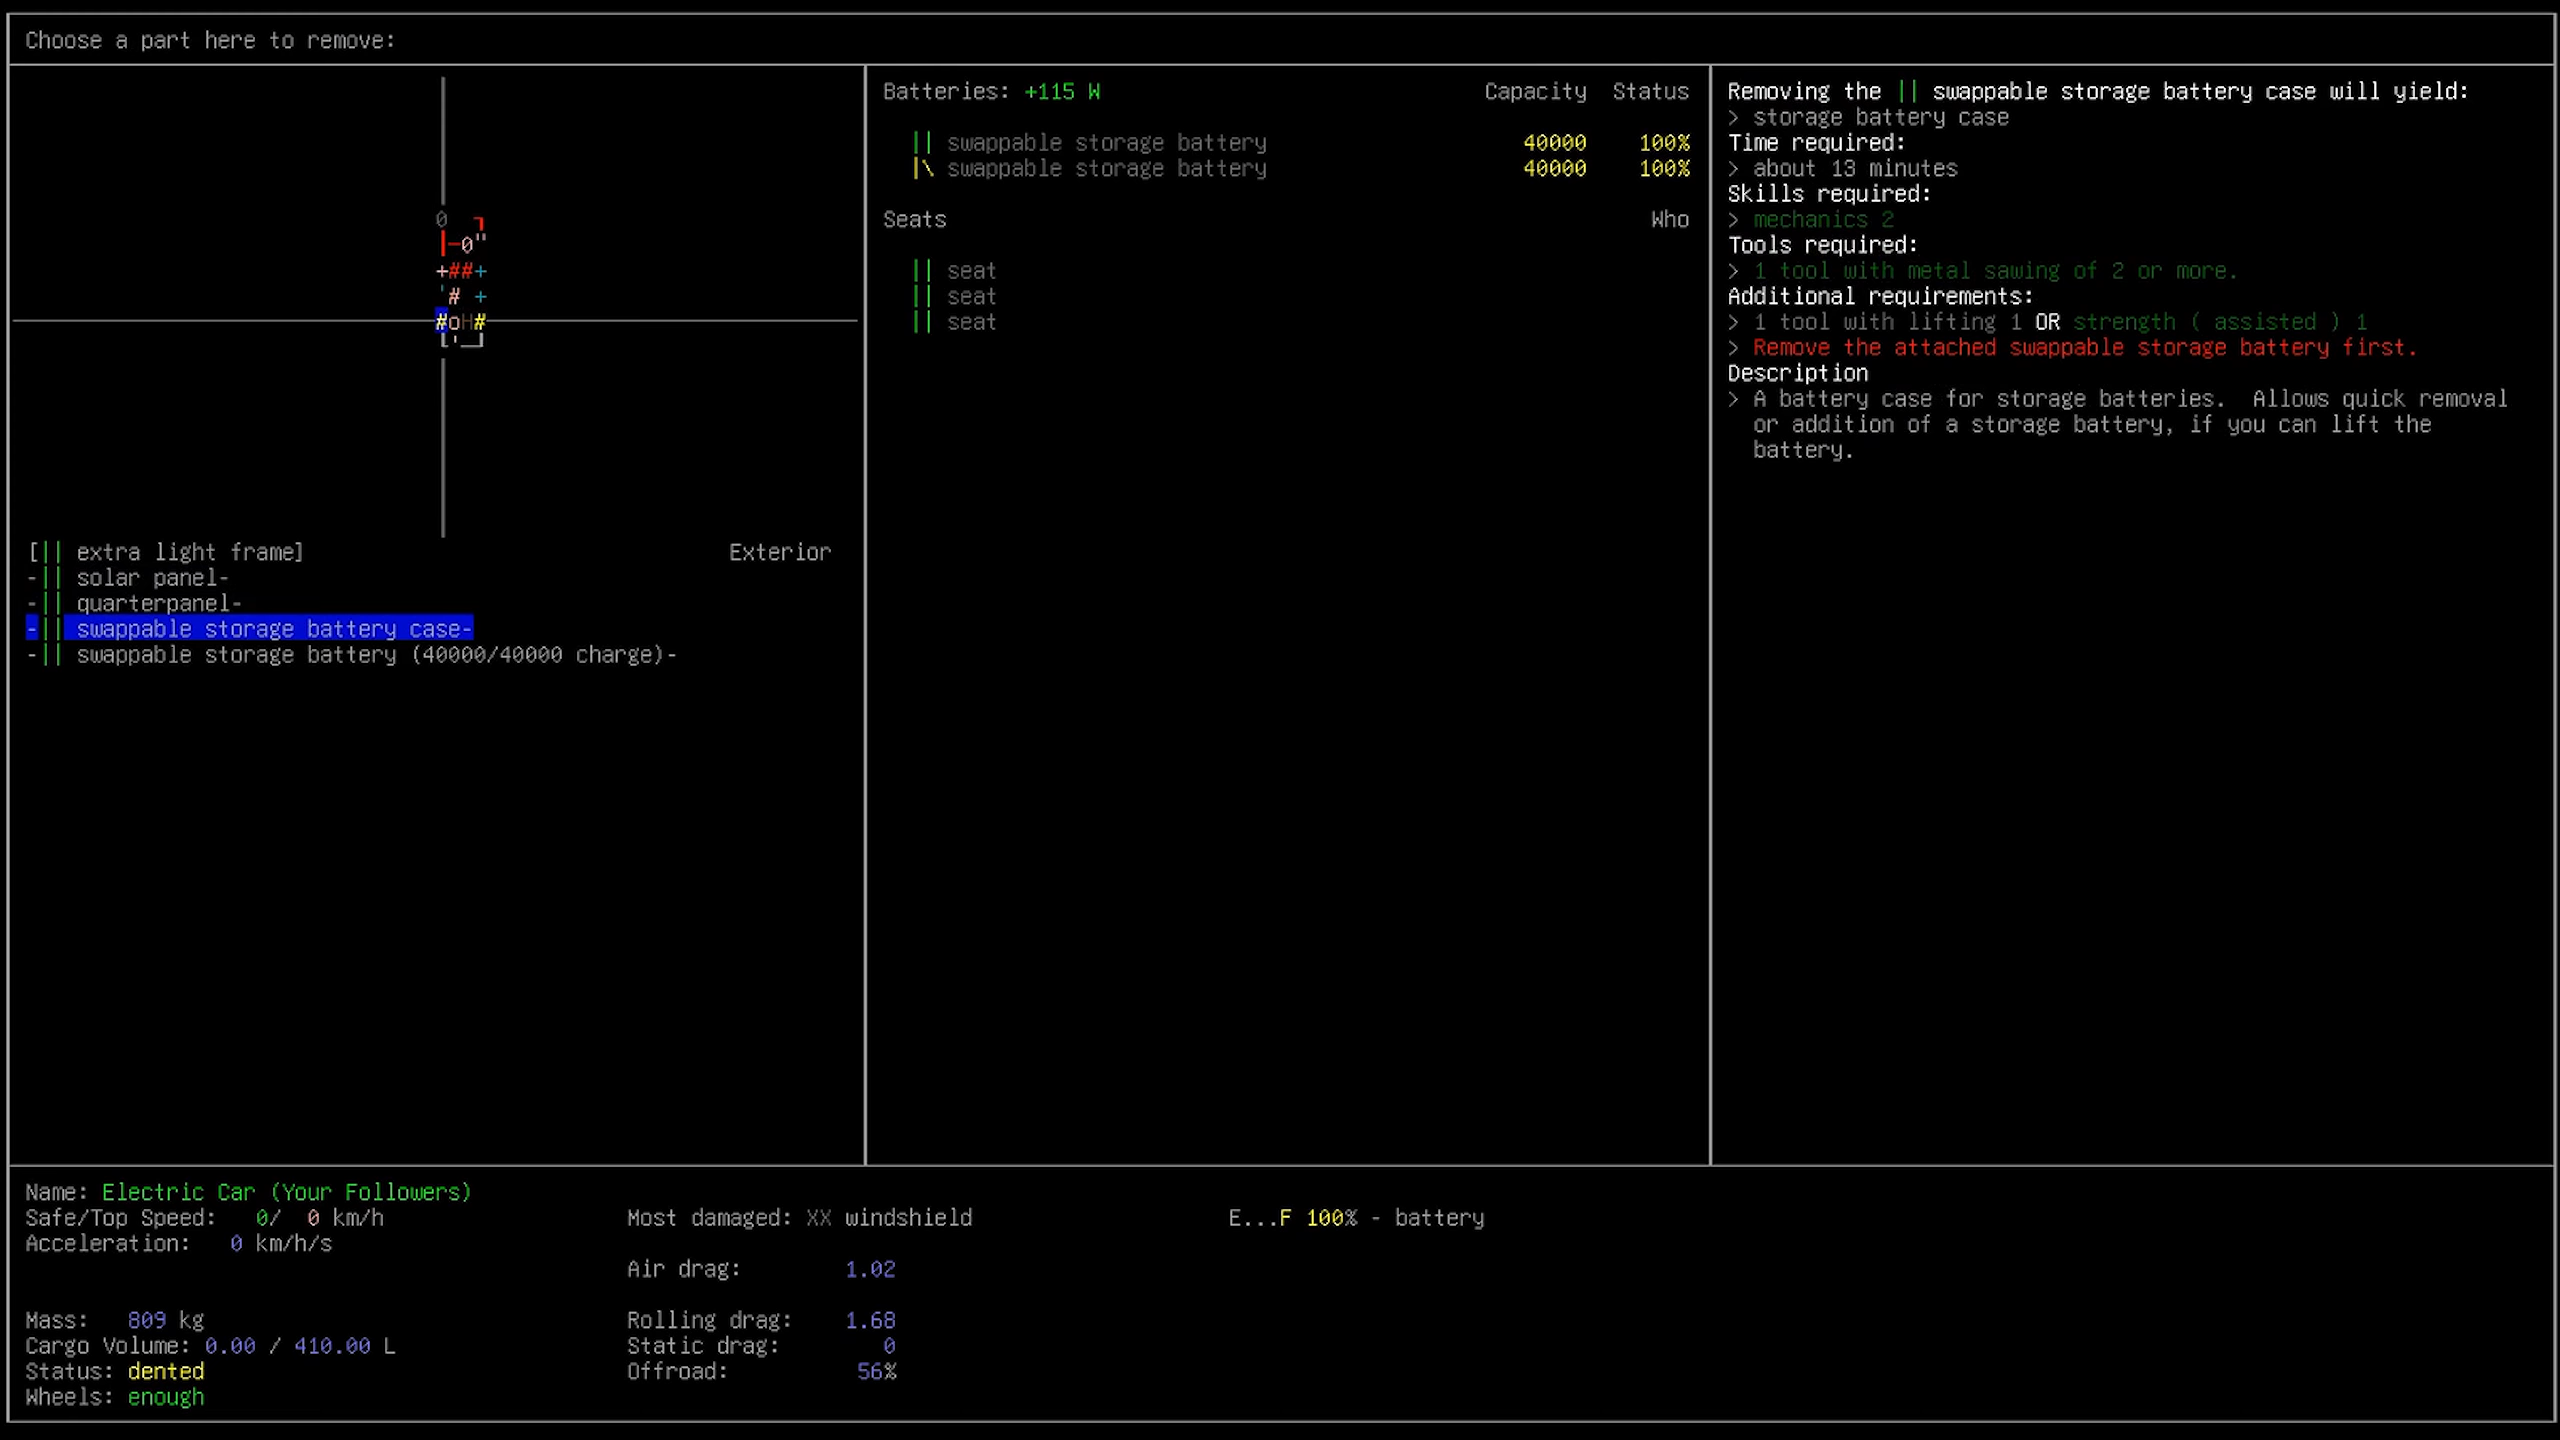 Choose a part here to remove:
0 ┐
|-0"
+##+
'# +
#oH#
[ '_]
[|| extra light frame] Exterior
-|| solar panel-
-|| quarterpanel-
-|| swappable storage battery case-
-|| swappable storage battery (40000/40000 charge)-
Batteries: +115 W Capacity Status
|| swappable storage battery 40000 100%
|\ swappable storage battery 40000 100%
Seats Who
|| seat
|| seat
|| seat
Removing the || swappable storage battery case will yield:
> storage battery case
Time required:
> about 13 minutes
Skills required:
> mechanics 2
Tools required:
> 1 tool with metal sawing of 2 or more.
Additional requirements:
> 1 tool with lifting 1 OR strength ( assisted ) 1
> Remove the attached swappable storage battery first.
Description
> A battery case for storage batteries.  Allows quick removal
or addition of a storage battery, if you can lift the
battery.
Name: Electric Car (Your Followers)
Safe/Top Speed: 0/ 0 km/h
Acceleration: 0 km/h/s
Mass: 809 kg
Cargo Volume: 0.00 / 410.00 L
Status: dented
Wheels: enough
Most damaged: XX windshield
Air drag: 1.02
Rolling drag: 1.68
Static drag: 0
Offroad: 56%
E...F 100% - battery